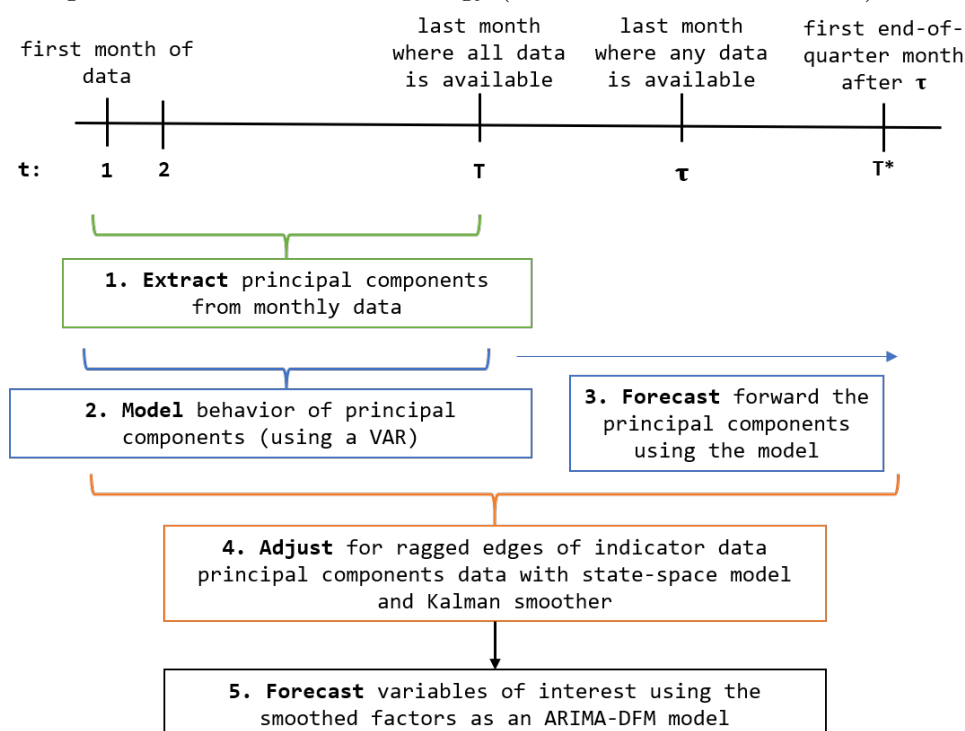 first month of
data
last month
where all data
is available
last month
where any data
is available
first end-of-
quarter month
after τ
t: 1 2 T τ T*
1. Extract principal components
from monthly data
2. Model behavior of principal
components (using a VAR)
3. Forecast forward the
principal components
using the model
4. Adjust for ragged edges of indicator data
principal components data with state-space model
and Kalman smoother
5. Forecast variables of interest using the
smoothed factors as an ARIMA-DFM model